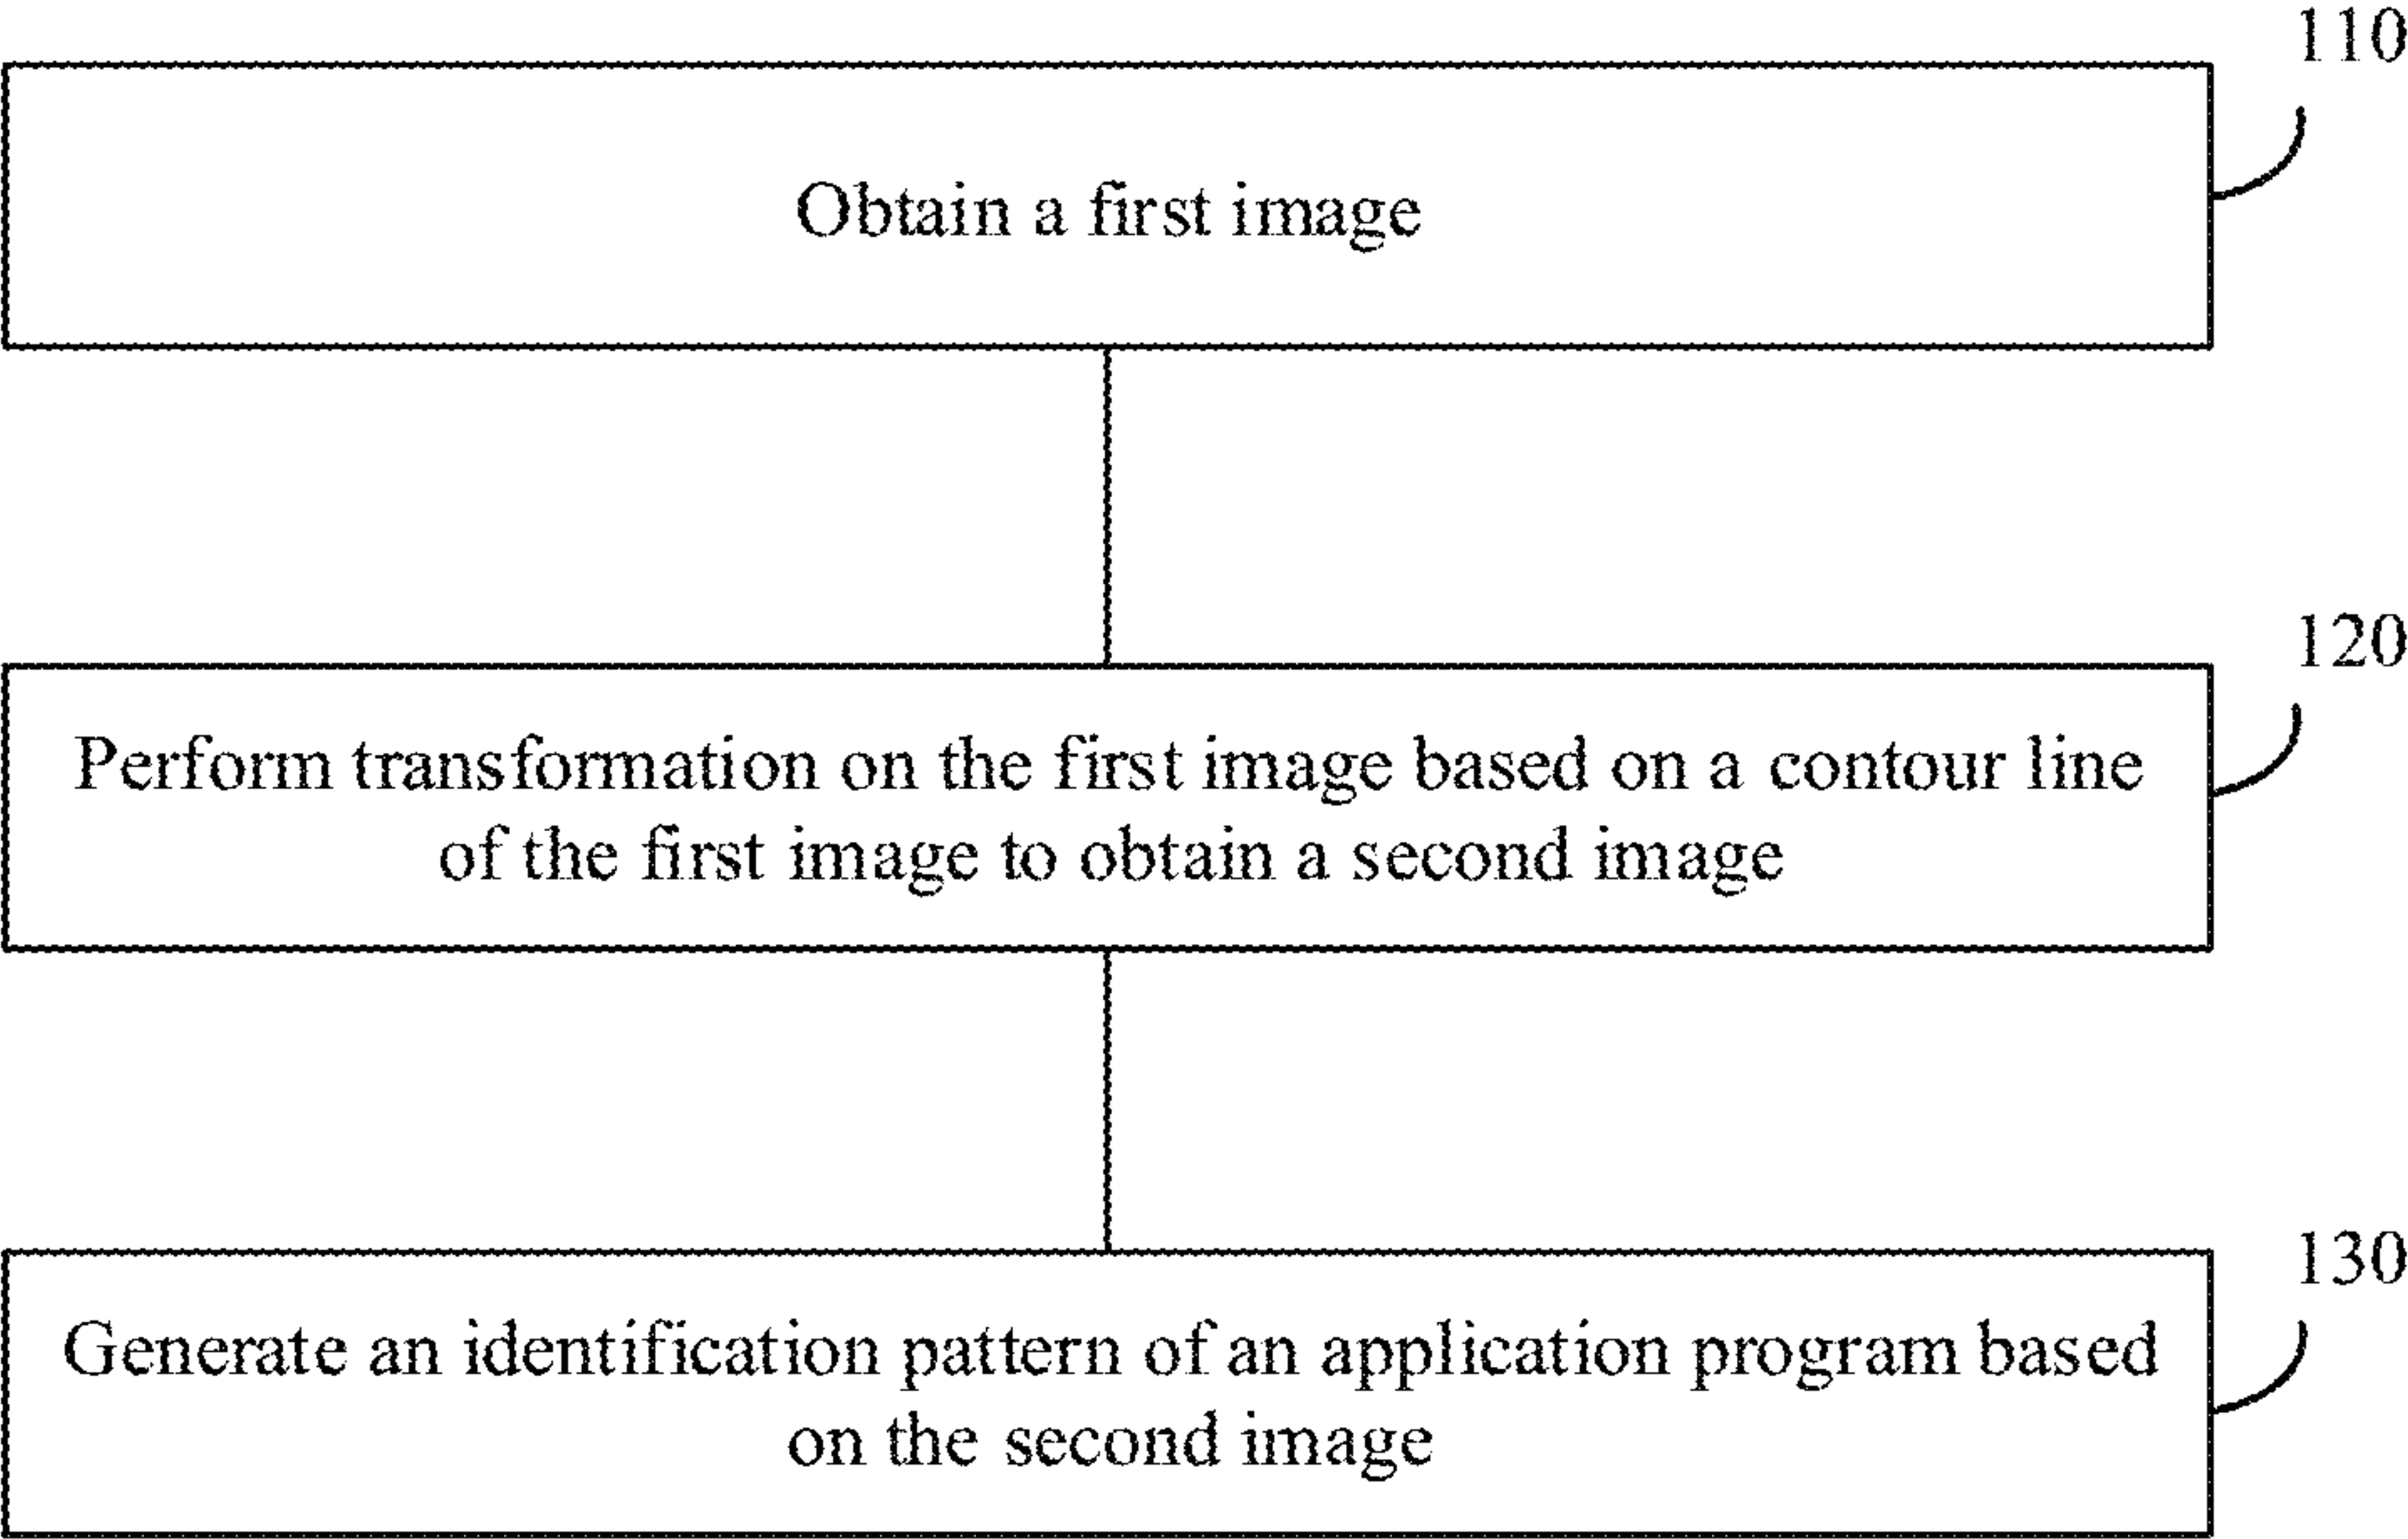 110
Obtain a first image
120
Perform transformation on the first image based on a contour line
of the first image to obtain a second image
130
Generate an identification pattern of an application program based
on the second image